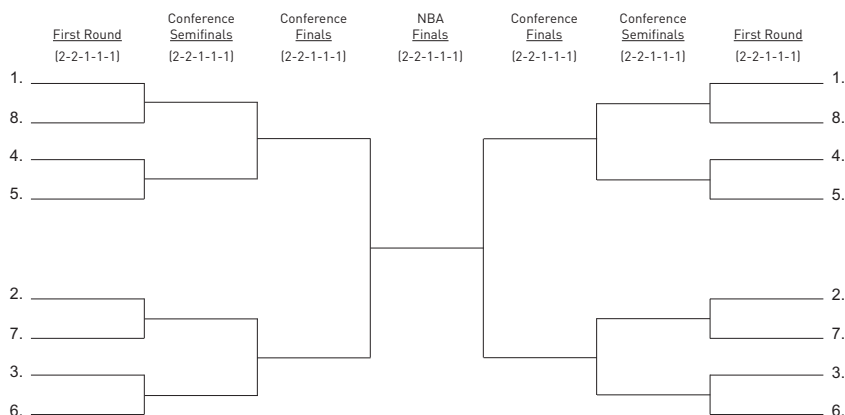 First Round
(2-2-1-1-1)
Conference
Semifinals
(2-2-1-1-1)
Conference
Finals
(2-2-1-1-1)
NBA
Finals
(2-2-1-1-1)
Conference
Finals
(2-2-1-1-1)
Conference
Semifinals
(2-2-1-1-1)
First Round
(2-2-1-1-1)
1.
8.
4.
5.
2.
7.
3.
6.
1.
8.
4.
5.
2.
7.
3.
6.